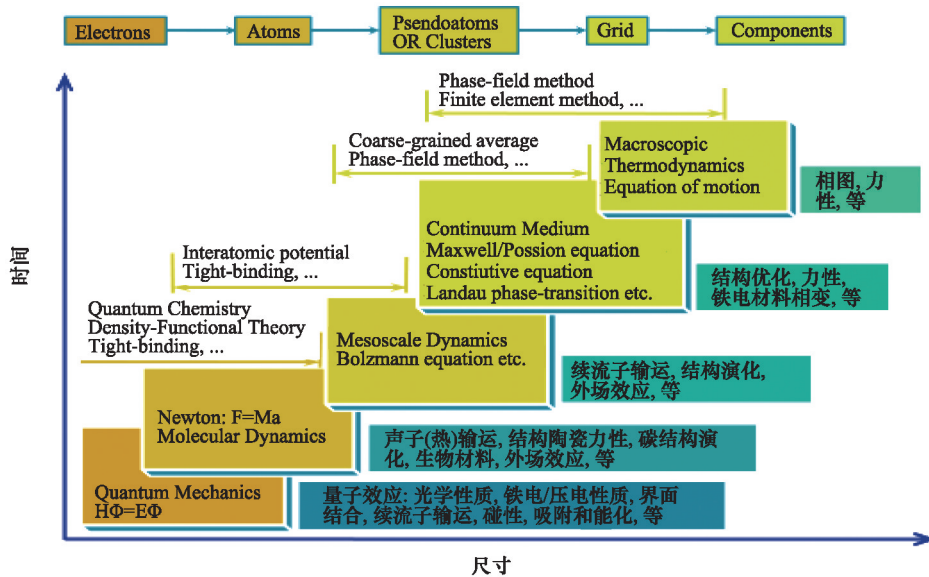 Electrons
Atoms
Psendoatoms
OR Clusters
Grid
Components
Phase-field method
Finite element method, ...
Coarse-grained average
Phase-field method, ...
Macroscopic
Thermodynamics
Equation of motion
相图, 力
性, 等
Interatomic potential
Tight-binding, ...
Continuum Medium
Maxwell/Possion equation
Constiutive equation
Landau phase-transition etc.
结构优化, 力性,
铁电材料相变, 等
Quantum Chemistry
Density-Functional Theory
Tight-binding, ...
Mesoscale Dynamics
Bolzmann equation etc.
续流子输运, 结构演化,
外场效应, 等
Newton: F=Ma
Molecular Dynamics
声子(热)输运, 结构陶瓷力性, 碳结构演
化, 生物材料, 外场效应, 等
Quantum Mechanics
HΦ=EΦ
量子效应: 光学性质, 铁电/压电性质, 界面
结合, 续流子输运, 碰性, 吸附和能化, 等
时间
尺寸